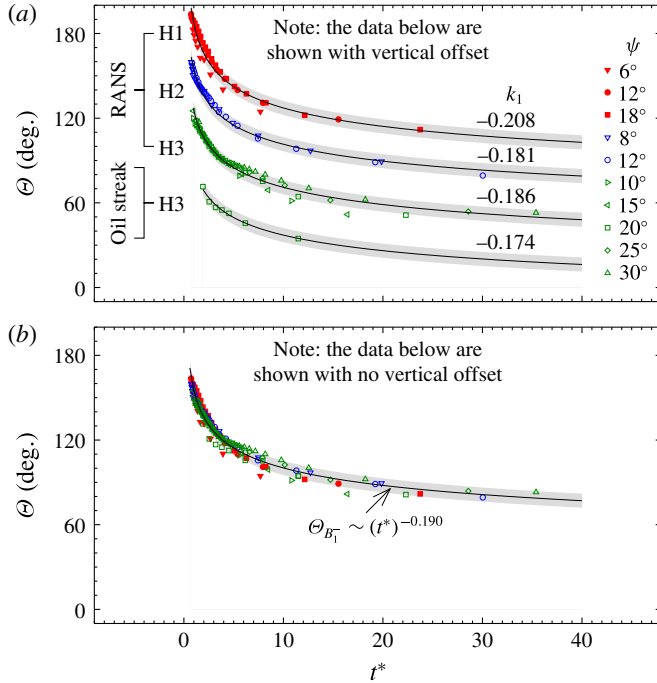 (a)
180
120
60
0
Θ (deg.)
RANS
Oil streak
H1
H2
H3
H3
Note: the data below are
shown with vertical offset
k₁
−0.208
−0.181
−0.186
−0.174
ψ
6°
12°
18°
8°
12°
10°
15°
20°
25°
30°
(b)
180
120
60
0
Θ (deg.)
Note: the data below are
shown with no vertical offset
Θ_{B₁⁻} ~ (t*)^{−0.190}
0
10
20
30
40
t*